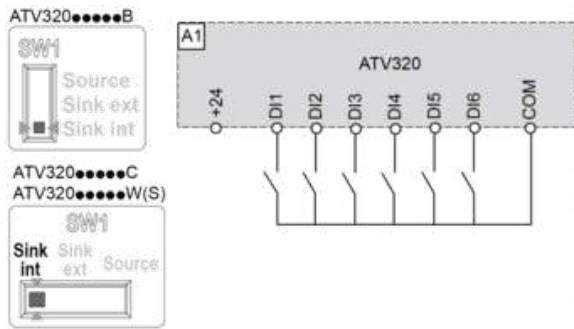 ATV320●●●●●B
SW1
Source
Sink ext
Sink int
ATV320●●●●●C
ATV320●●●●●W(S)
SW1
Sink int
Sink ext
Source
A1
ATV320
+24
DI1
DI2
DI3
DI4
DI5
DI6
COM